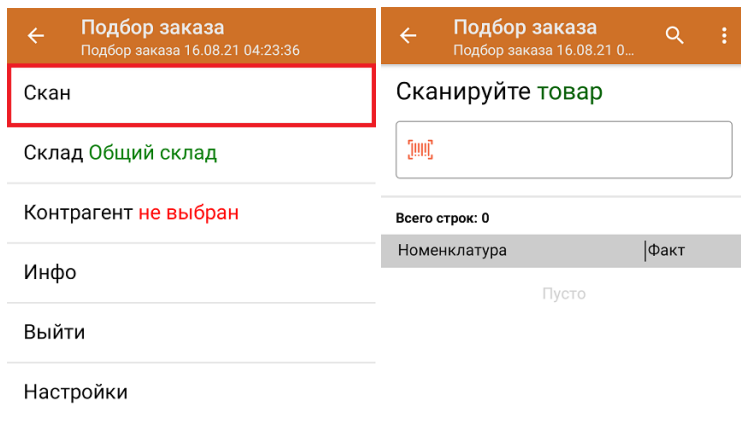 Подбор заказа
Подбор заказа 16.08.21 04:23:36
Скан
Склад Общий склад
Контрагент не выбран
Инфо
Выйти
Настройки
Подбор заказа
Подбор заказа 16.08.21 0...
Сканируйте товар
Всего строк: 0
Номенклатура Факт
Пусто